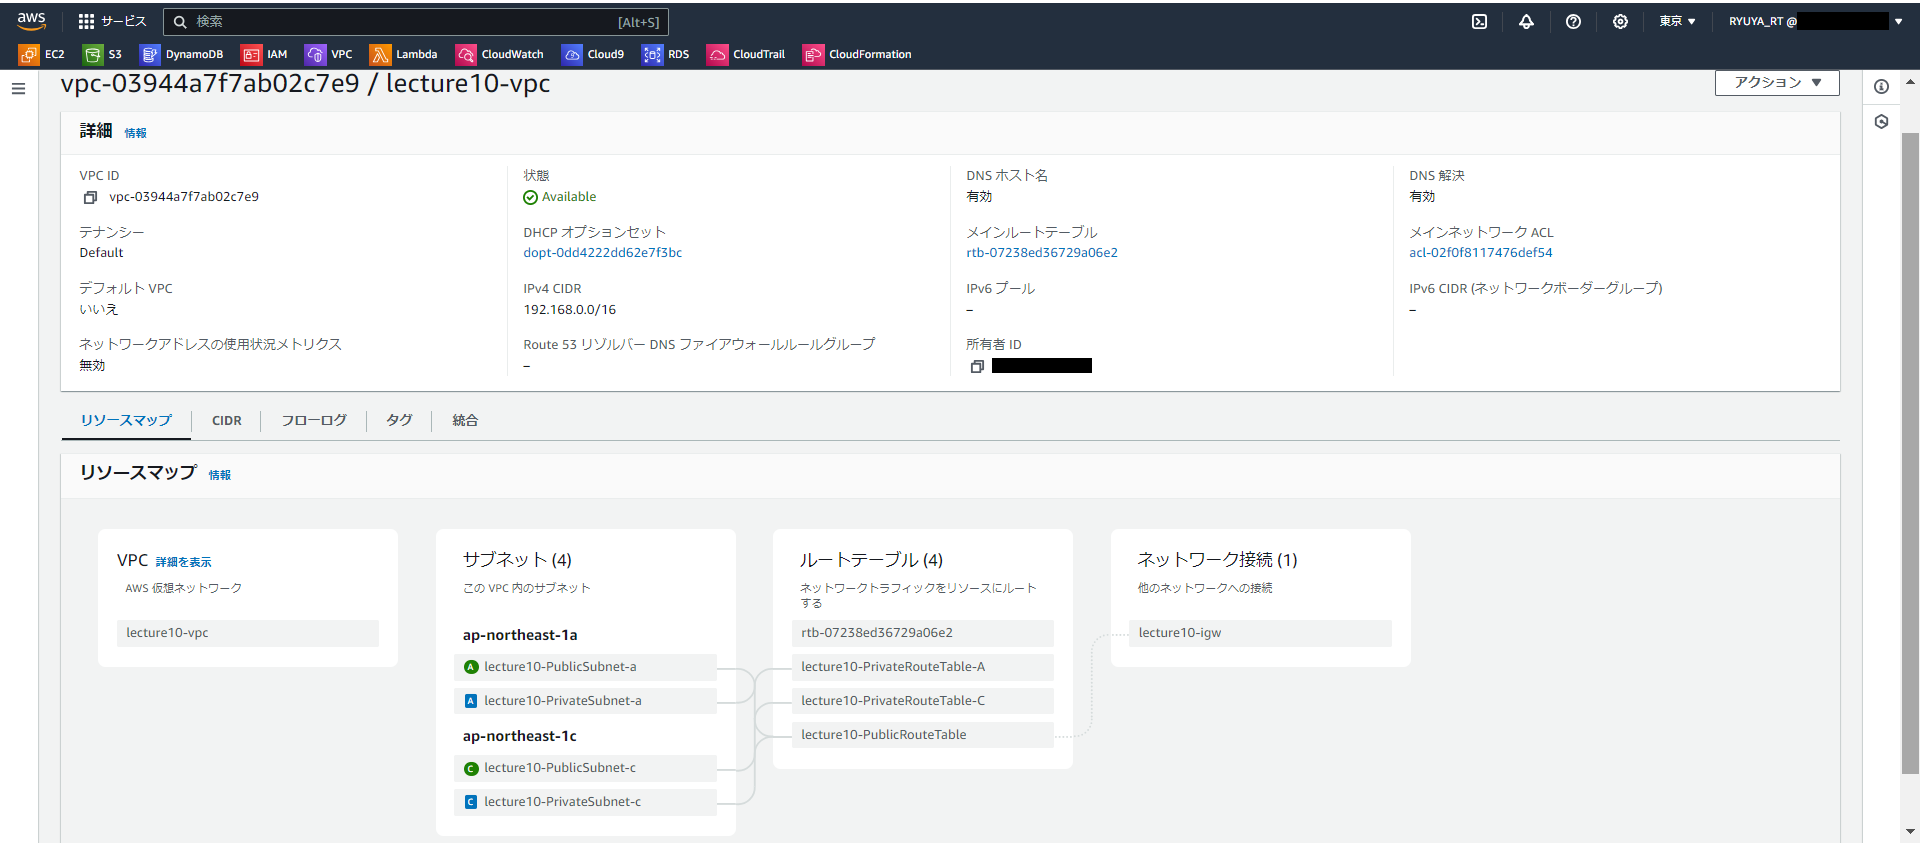 aws
サービス
検索
[Alt+S]
東京 ▼
RYUYA_RT @
EC2
S3
DynamoDB
IAM
VPC
Lambda
CloudWatch
Cloud9
RDS
CloudTrail
CloudFormation
vpc-03944a7f7ab02c7e9 / lecture10-vpc
アクション ▼
詳細 情報
VPC ID
vpc-03944a7f7ab02c7e9
状態
Available
DNS ホスト名
有効
DNS 解決
有効
テナンシー
Default
DHCP オプションセット
dopt-0dd4222dd62e7f3bc
メインルートテーブル
rtb-07238ed36729a06e2
メインネットワーク ACL
acl-02f0f8117476def54
デフォルト VPC
いいえ
IPv4 CIDR
192.168.0.0/16
IPv6 プール
–
IPv6 CIDR (ネットワークボーダーグループ)
–
ネットワークアドレスの使用状況メトリクス
無効
Route 53 リゾルバー DNS ファイアウォールルールグループ
–
所有者 ID
リソースマップ
CIDR
フローログ
タグ
統合
リソースマップ 情報
VPC 詳細を表示
AWS 仮想ネットワーク
lecture10-vpc
サブネット (4)
この VPC 内のサブネット
ap-northeast-1a
A lecture10-PublicSubnet-a
A lecture10-PrivateSubnet-a
ap-northeast-1c
C lecture10-PublicSubnet-c
C lecture10-PrivateSubnet-c
ルートテーブル (4)
ネットワークトラフィックをリソースにルート
する
rtb-07238ed36729a06e2
lecture10-PrivateRouteTable-A
lecture10-PrivateRouteTable-C
lecture10-PublicRouteTable
ネットワーク接続 (1)
他のネットワークへの接続
lecture10-igw